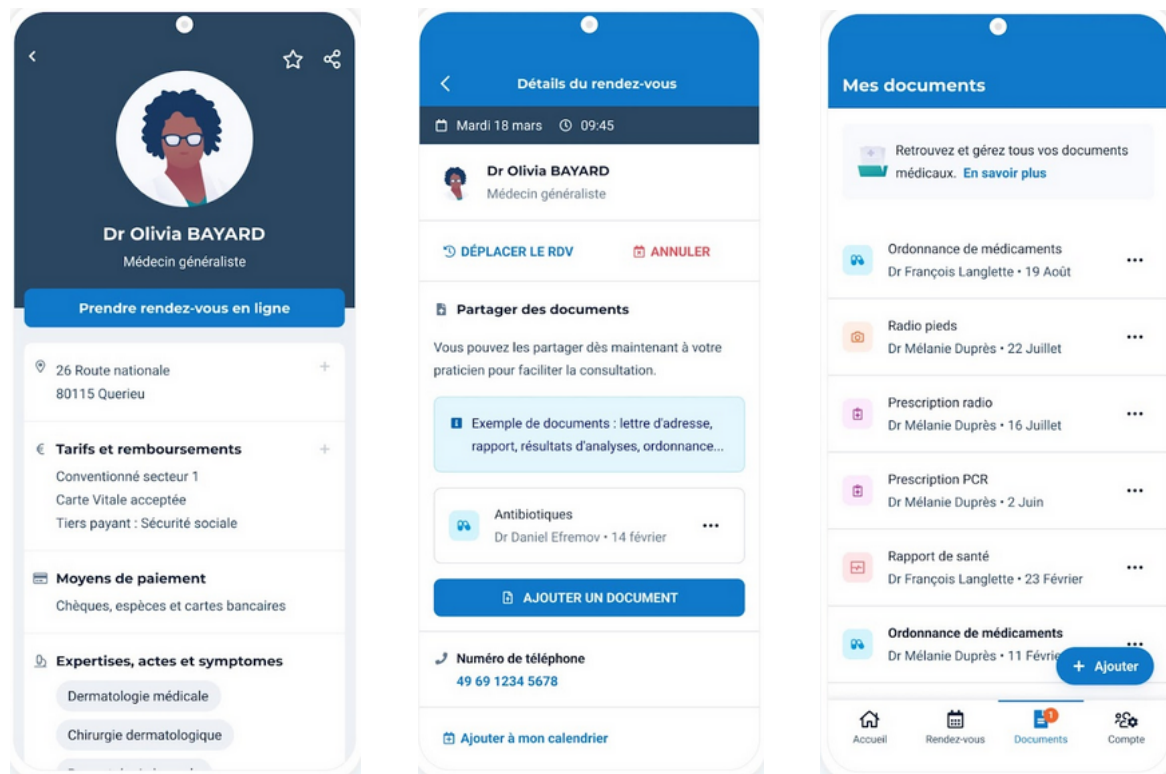 Dr Olivia BAYARD
Médecin généraliste
Prendre rendez-vous en ligne
26 Route nationale
80115 Querieu
Tarifs et remboursements
Conventionné secteur 1
Carte Vitale acceptée
Tiers payant : Sécurité sociale
Moyens de paiement
Chèques, espèces et cartes bancaires
Expertises, actes et symptomes
Dermatologie médicale
Chirurgie dermatologique
Détails du rendez-vous
Mardi 18 mars 09:45
Dr Olivia BAYARD
Médecin généraliste
DÉPLACER LE RDV
ANNULER
Partager des documents
Vous pouvez les partager dès maintenant à votre
praticien pour faciliter la consultation.
Exemple de documents : lettre d'adresse,
rapport, résultats d'analyses, ordonnance...
Antibiotiques
Dr Daniel Efremov • 14 février
AJOUTER UN DOCUMENT
Numéro de téléphone
49 69 1234 5678
Ajouter à mon calendrier
Mes documents
Retrouvez et gérez tous vos documents
médicaux. En savoir plus
Ordonnance de médicaments
Dr François Langlette • 19 Août
Radio pieds
Dr Mélanie Duprès • 22 Juillet
Prescription radio
Dr Mélanie Duprès • 16 Juillet
Prescription PCR
Dr Mélanie Duprès • 2 Juin
Rapport de santé
Dr François Langlette • 23 Février
Ordonnance de médicaments
Dr Mélanie Duprès • 11 Févrie
+ Ajouter
1
Accueil
Rendez-vous
Documents
Compte